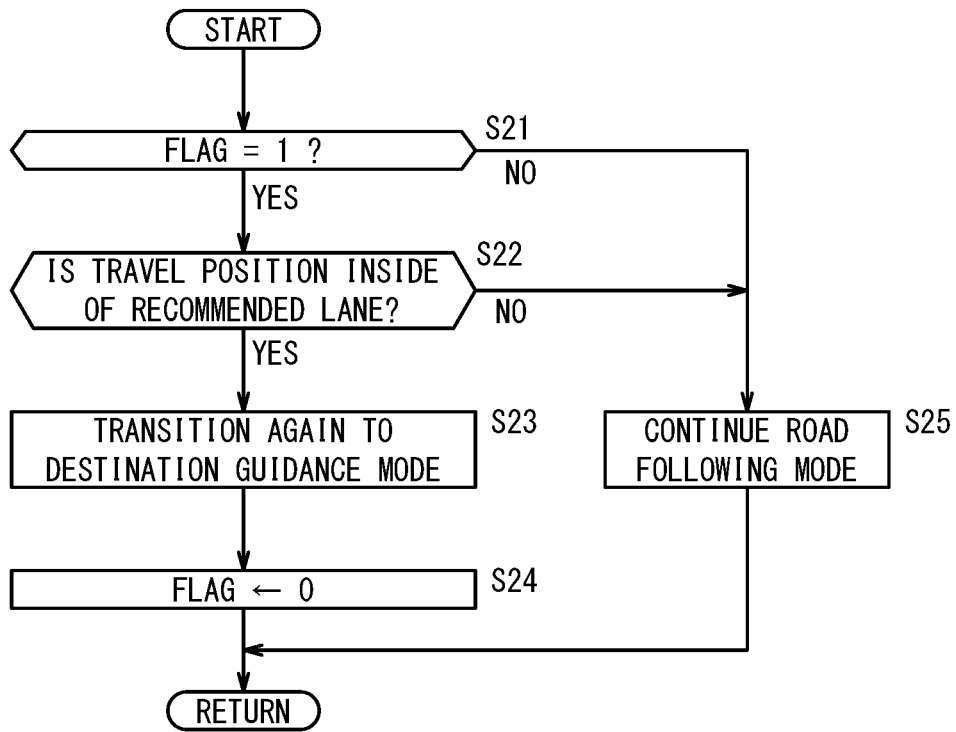 START
FLAG = 1 ?
S21
NO
YES
IS TRAVEL POSITION INSIDE
OF RECOMMENDED LANE?
S22
NO
YES
TRANSITION AGAIN TO
DESTINATION GUIDANCE MODE
S23
CONTINUE ROAD
FOLLOWING MODE
S25
FLAG ← 0
S24
RETURN